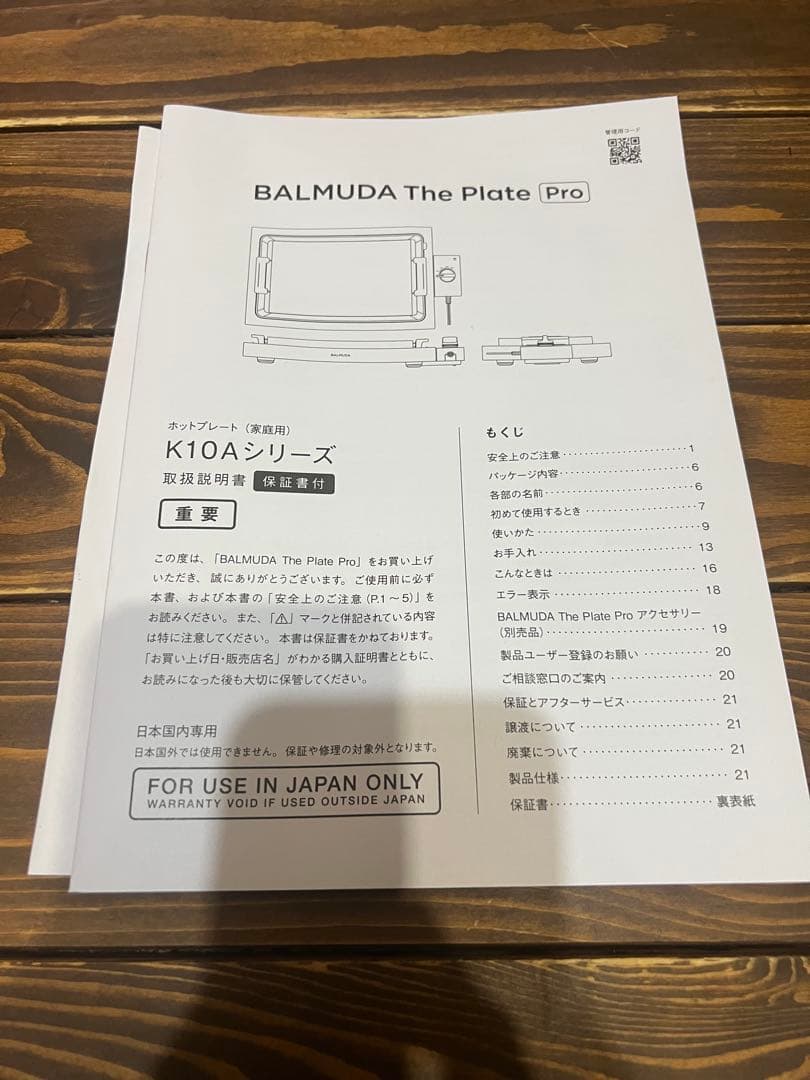 管理用コード
BALMUDA The Plate Pro
BALMUDA
ホットプレート（家庭用）
K10Aシリーズ
取扱説明書 保証書付
重要
この度は、「BALMUDA The Plate Pro」をお買い上げ
いただき、誠にありがとうございます。ご使用前に必ず
本書、および本書の「安全上のご注意（P.1〜5）」を
お読みください。また、「⚠」マークと併記されている内容
は特に注意してください。本書は保証書をかねております。
「お買い上げ日・販売店名」がわかる購入証明書とともに、
お読みになった後も大切に保管してください。
日本国内専用
日本国外では使用できません。保証や修理の対象外となります。
FOR USE IN JAPAN ONLY
WARRANTY VOID IF USED OUTSIDE JAPAN
もくじ
安全上のご注意 1
パッケージ内容 6
各部の名前 6
初めて使用するとき 7
使いかた 9
お手入れ 13
こんなときは 16
エラー表示 18
BALMUDA The Plate Pro アクセサリー
（別売品） 19
製品ユーザー登録のお願い 20
ご相談窓口のご案内 20
保証とアフターサービス 21
譲渡について 21
廃棄について 21
製品仕様 21
保証書 裏表紙